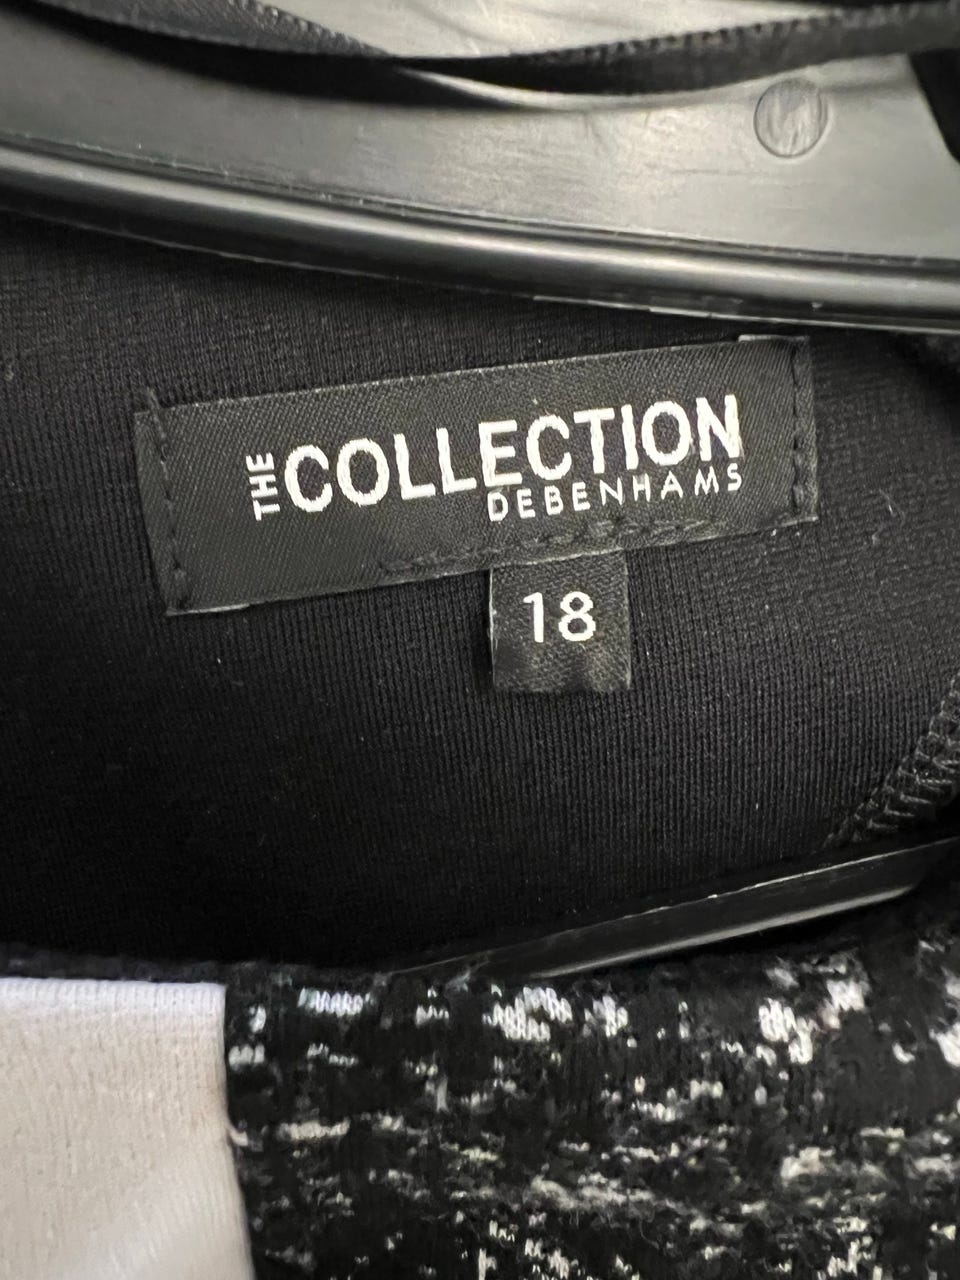 THE COLLECTION
DEBENHAMS
18